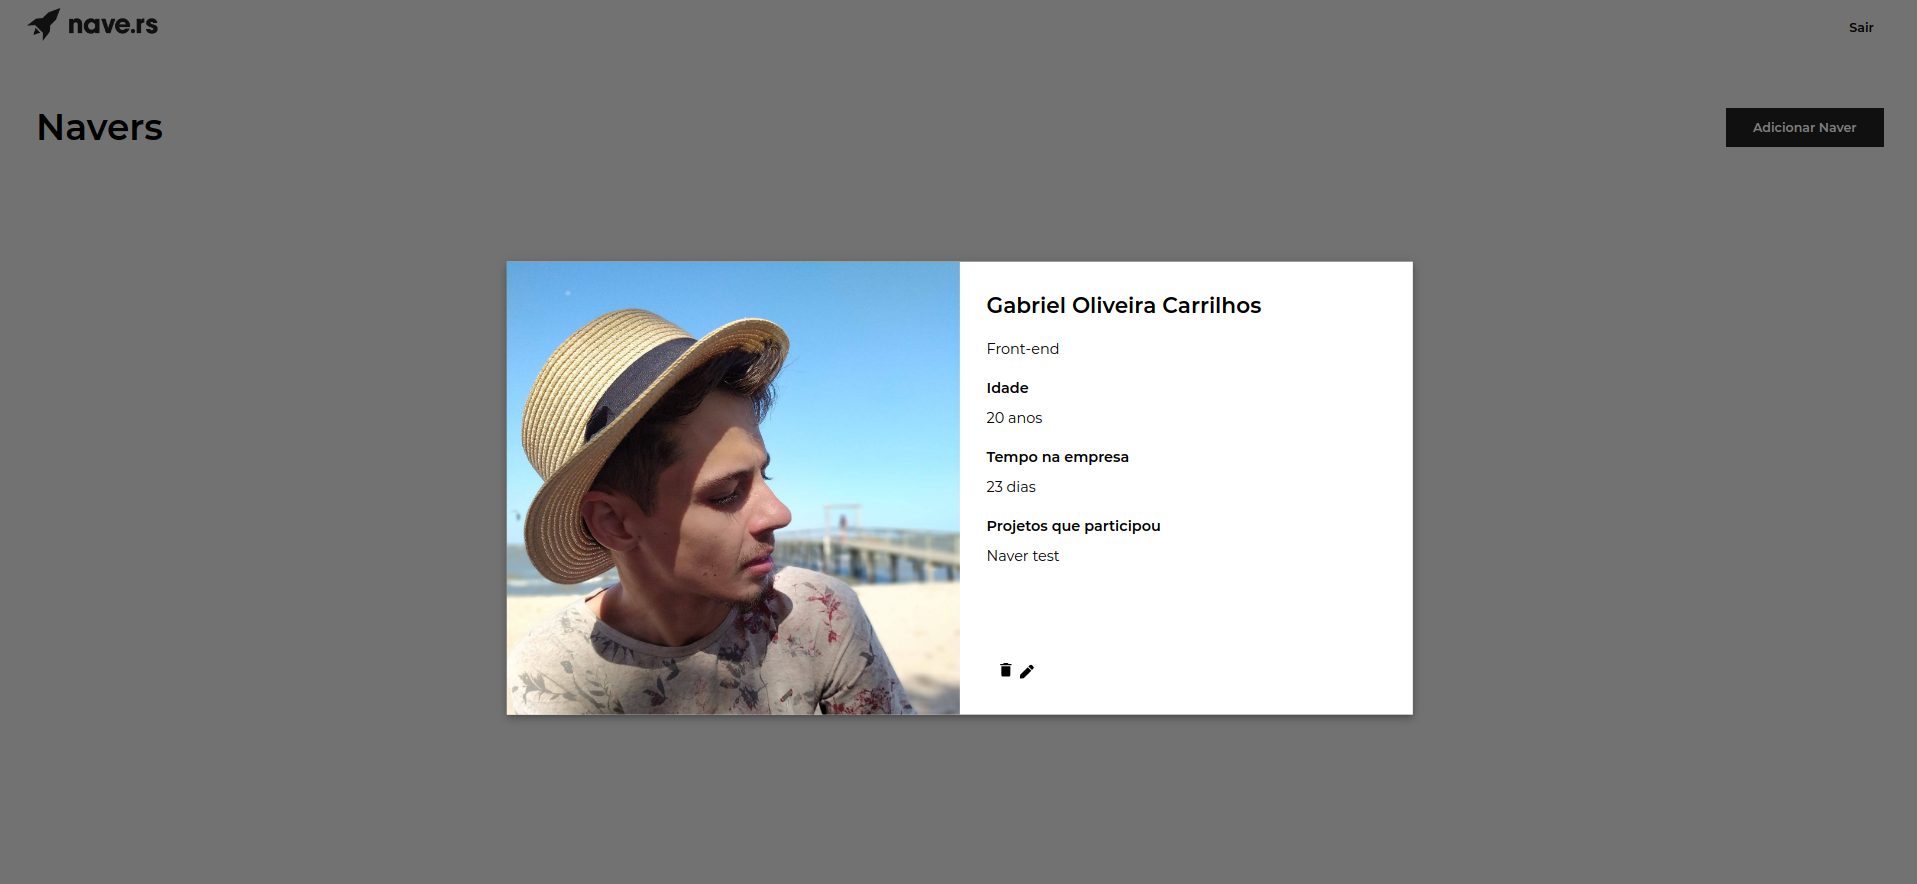 nave.rs
Sair
Navers
Adicionar Naver
Gabriel Oliveira Carrilhos
Front-end
Idade
20 anos
Tempo na empresa
23 dias
Projetos que participou
Naver test